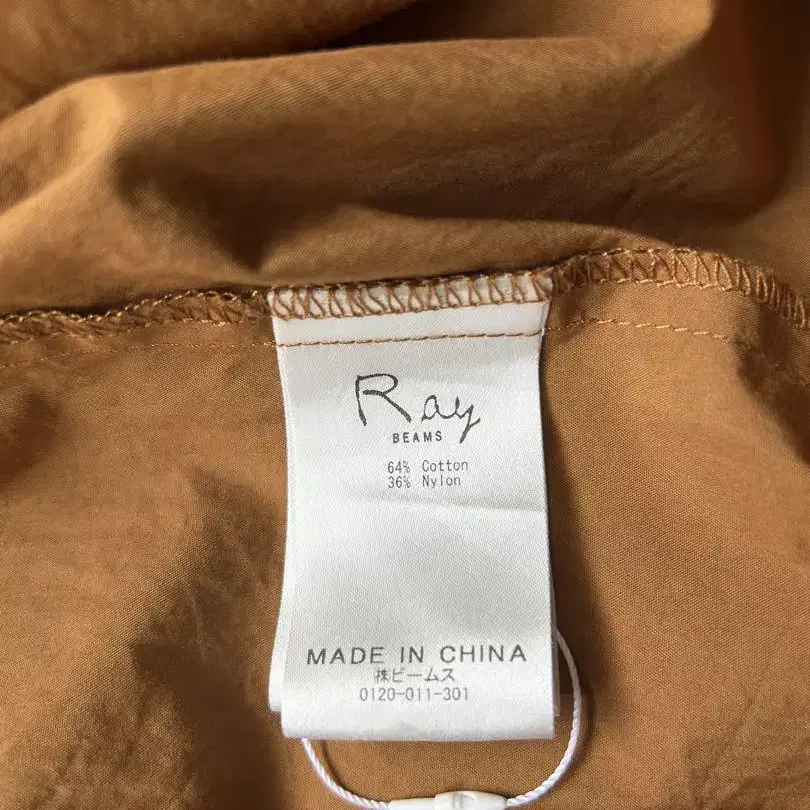 Ray
BEAMS
64% Cotton
36% Nylon
MADE IN CHINA
㈱ビームス
0120-011-301